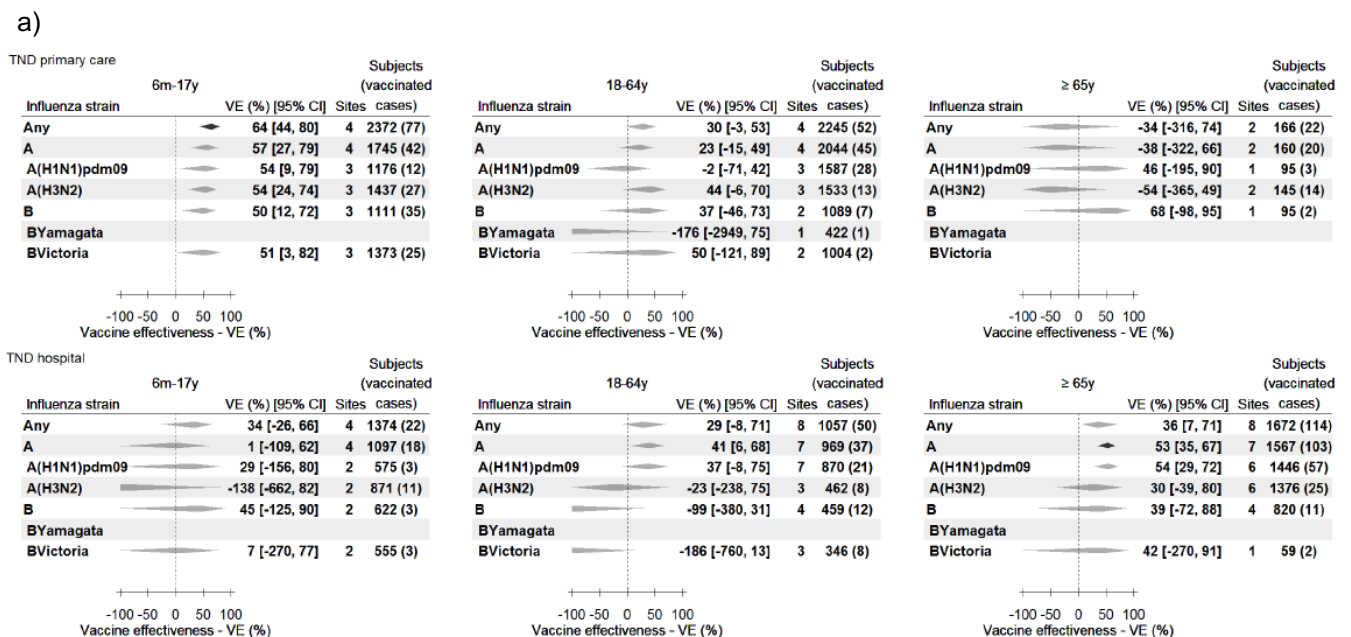 a)
TND primary care
6m-17y
Subjects
(vaccinated
Influenza strain VE (%) [95% CI] Sites cases)
Any 64 [44, 80] 4 2372 (77)
A 57 [27, 79] 4 1745 (42)
A(H1N1)pdm09 54 [9, 79] 3 1176 (12)
A(H3N2) 54 [24, 74] 3 1437 (27)
B 50 [12, 72] 3 1111 (35)
BYamagata
BVictoria 51 [3, 82] 3 1373 (25)
-100 -50 0 50 100
Vaccine effectiveness - VE (%)
18-64y
Subjects
(vaccinated
Influenza strain VE (%) [95% CI] Sites cases)
Any 30 [-3, 53] 4 2245 (52)
A 23 [-15, 49] 4 2044 (45)
A(H1N1)pdm09 -2 [-71, 42] 3 1587 (28)
A(H3N2) 44 [-6, 70] 3 1533 (13)
B 37 [-46, 73] 2 1089 (7)
BYamagata -176 [-2949, 75] 1 422 (1)
BVictoria 50 [-121, 89] 2 1004 (2)
-100 -50 0 50 100
Vaccine effectiveness - VE (%)
≥ 65y
Subjects
(vaccinated
Influenza strain VE (%) [95% CI] Sites cases)
Any -34 [-316, 74] 2 166 (22)
A -38 [-322, 66] 2 160 (20)
A(H1N1)pdm09 46 [-195, 90] 1 95 (3)
A(H3N2) -54 [-365, 49] 2 145 (14)
B 68 [-98, 95] 1 95 (2)
BYamagata
BVictoria
-100 -50 0 50 100
Vaccine effectiveness - VE (%)
TND hospital
6m-17y
Subjects
(vaccinated
Influenza strain VE (%) [95% CI] Sites cases)
Any 34 [-26, 66] 4 1374 (22)
A 1 [-109, 62] 4 1097 (18)
A(H1N1)pdm09 29 [-156, 80] 2 575 (3)
A(H3N2) -138 [-662, 82] 2 871 (11)
B 45 [-125, 90] 2 622 (3)
BYamagata
BVictoria 7 [-270, 77] 2 555 (3)
-100 -50 0 50 100
Vaccine effectiveness - VE (%)
18-64y
Subjects
(vaccinated
Influenza strain VE (%) [95% CI] Sites cases)
Any 29 [-8, 71] 8 1057 (50)
A 41 [6, 68] 7 969 (37)
A(H1N1)pdm09 37 [-8, 75] 7 870 (21)
A(H3N2) -23 [-238, 75] 3 462 (8)
B -99 [-380, 31] 4 459 (12)
BYamagata
BVictoria -186 [-760, 13] 3 346 (8)
-100 -50 0 50 100
Vaccine effectiveness - VE (%)
≥ 65y
Subjects
(vaccinated
Influenza strain VE (%) [95% CI] Sites cases)
Any 36 [7, 71] 8 1672 (114)
A 53 [35, 67] 7 1567 (103)
A(H1N1)pdm09 54 [29, 72] 6 1446 (57)
A(H3N2) 30 [-39, 80] 6 1376 (25)
B 39 [-72, 88] 4 820 (11)
BYamagata
BVictoria 42 [-270, 91] 1 59 (2)
-100 -50 0 50 100
Vaccine effectiveness - VE (%)